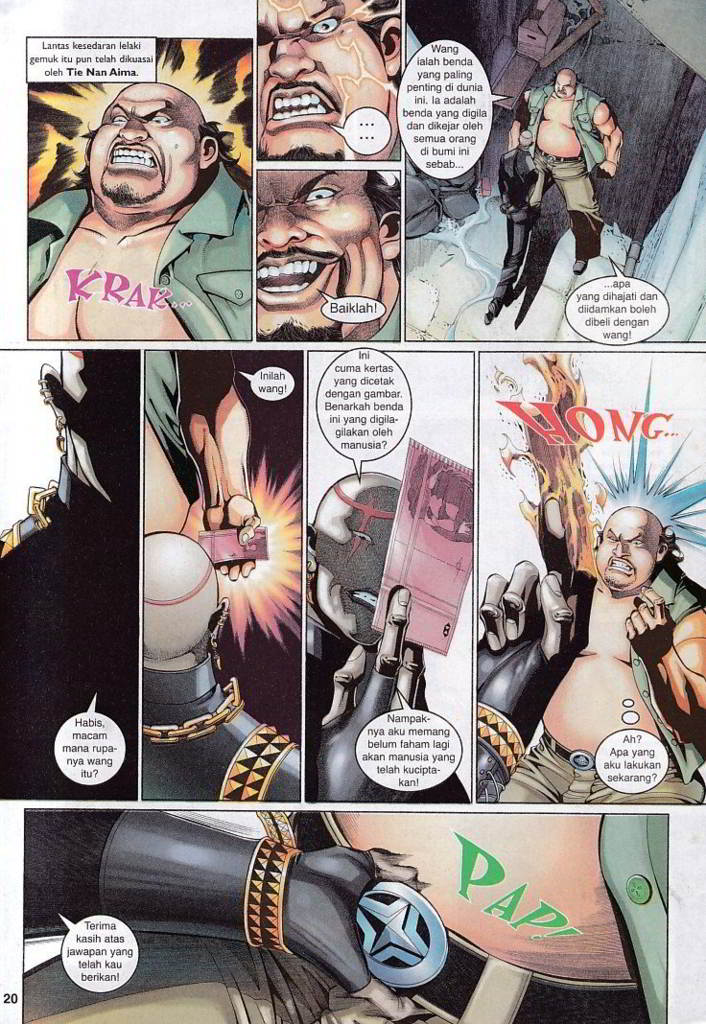 Lantas kesedaran lelaki
gemuk itu pun telah dikuasai
oleh Tie Nan Aima.
KRAK...
...
...
Baiklah!
Wang
ialah benda
yang paling
penting di dunia
ini. Ia adalah
benda yang digila
dan dikejar oleh
semua orang
di bumi ini
sebab...
...apa
yang dihajati dan
diidamkan boleh
dibeli dengan
wang!
Habis,
macam
mana rupa-
nya wang
itu?
Inilah
wang!
Ini
cuma kertas
yang dicetak
dengan gambar.
Benarkah benda
ini yang digila-
gilakan oleh
manusia?
Nampak-
nya aku memang
belum faham lagi
akan manusia yang
telah kucipta-
kan!
HONG...
Ah?
Apa yang
aku lakukan
sekarang?
PAP!
Terima
kasih atas
jawapan yang
telah kau
berikan!
20